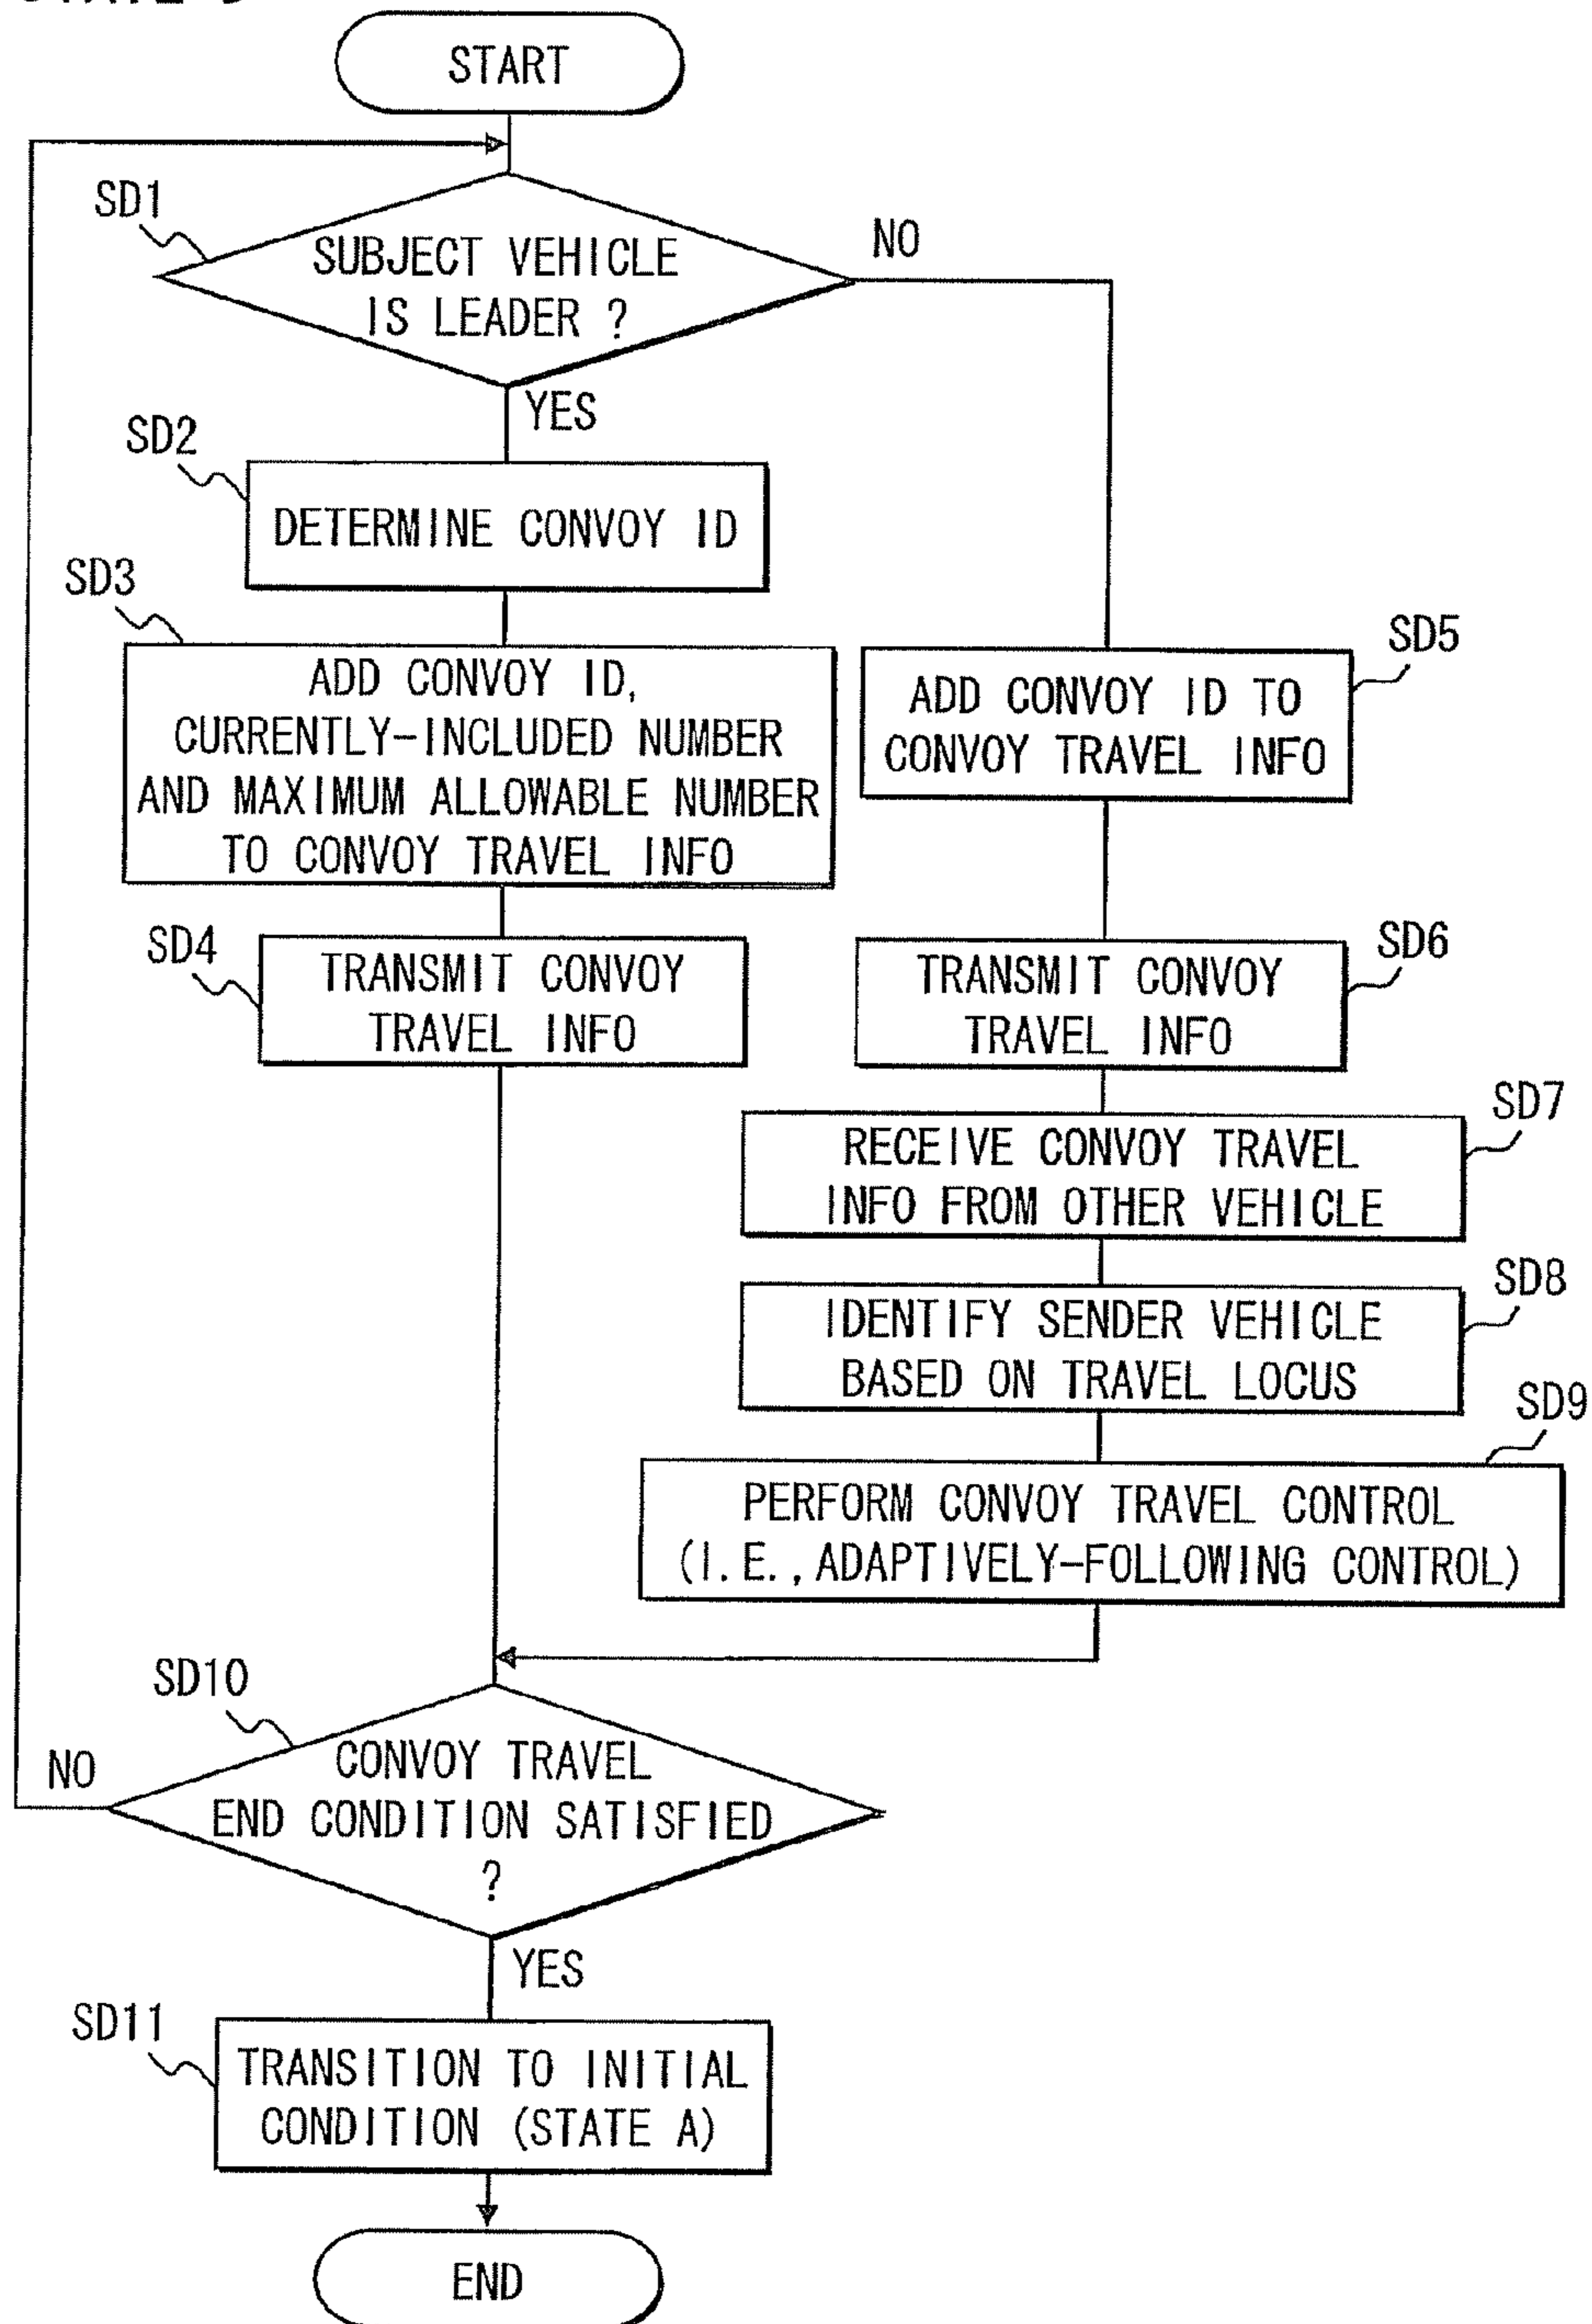 START
SD1
SUBJECT VEHICLE
IS LEADER ?
NO
YES
SD2
DETERMINE CONVOY ID
SD3
ADD CONVOY ID,
CURRENTLY-INCLUDED NUMBER
AND MAXIMUM ALLOWABLE NUMBER
TO CONVOY TRAVEL INFO
SD5
ADD CONVOY ID TO
CONVOY TRAVEL INFO
SD4
TRANSMIT CONVOY
TRAVEL INFO
SD6
TRANSMIT CONVOY
TRAVEL INFO
SD7
RECEIVE CONVOY TRAVEL
INFO FROM OTHER VEHICLE
SD8
IDENTIFY SENDER VEHICLE
BASED ON TRAVEL LOCUS
SD9
PERFORM CONVOY TRAVEL CONTROL
(I.E.,ADAPTIVELY-FOLLOWING CONTROL)
SD10
CONVOY TRAVEL
END CONDITION SATISFIED
?
NO
YES
SD11
TRANSITION TO INITIAL
CONDITION (STATE A)
END